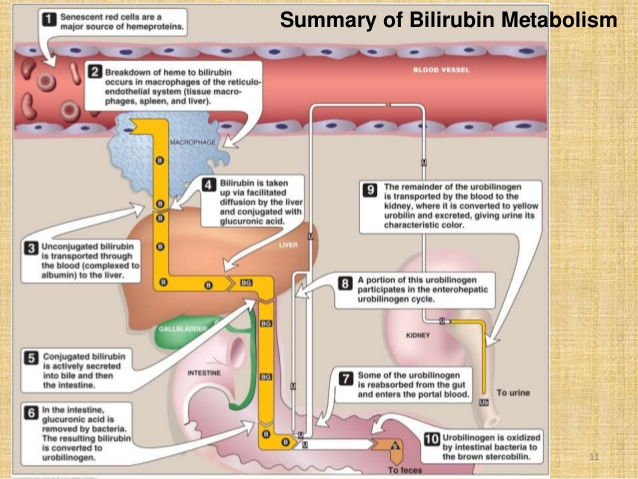 Summary of Bilirubin Metabolism
1 Senescent red cells are a
major source of hemeproteins.
BLOOD VESSEL
2 Breakdown of heme to bilirubin
occurs in macrophages of the reticulo-
endothelial system (tissue macro-
phages, spleen, and liver).
MACROPHAGE
B
B
B
B
B
B
BG
BG
BG
B
B
3 Unconjugated bilirubin
is transported through
the blood (complexed to
albumin) to the liver.
4 Bilirubin is taken
up via facilitated
diffusion by the liver
and conjugated with
glucuronic acid.
LIVER
GALLBLADDER
INTESTINE
5 Conjugated bilirubin
is actively secreted
into bile and then
the intestine.
6 In the intestine,
glucuronic acid is
removed by bacteria.
The resulting bilirubin
is converted to
urobilinogen.
7 Some of the urobilinogen
is reabsorbed from the gut
and enters the portal blood.
8 A portion of this urobilinogen
participates in the enterohepatic
urobilinogen cycle.
9 The remainder of the urobilinogen
is transported by the blood to the
kidney, where it is converted to yellow
urobilin and excreted, giving urine its
characteristic color.
U
U
U
U
U
U
KIDNEY
Ub
To urine
10 Urobilinogen is oxidized
by intestinal bacteria to
the brown stercobilin.
To feces
11